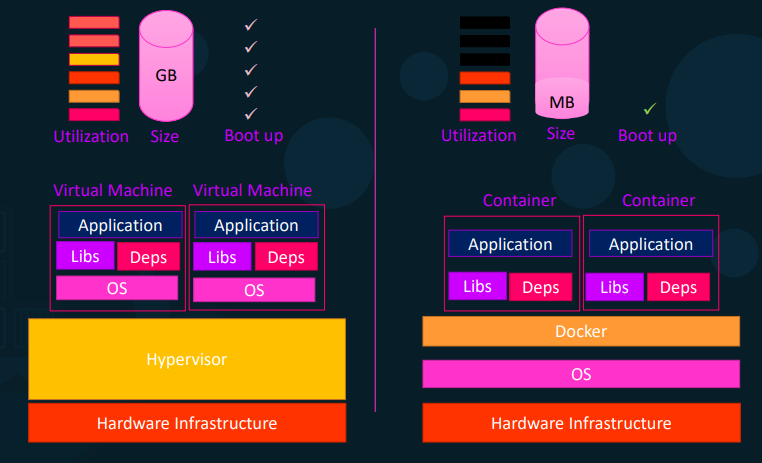 GB
Utilization
Size
Boot up
Virtual Machine
Virtual Machine
Application
Application
Libs
Deps
Libs
Deps
OS
OS
Hypervisor
Hardware Infrastructure
MB
Utilization
Size
Boot up
Container
Container
Application
Application
Libs
Deps
Libs
Deps
Docker
OS
Hardware Infrastructure